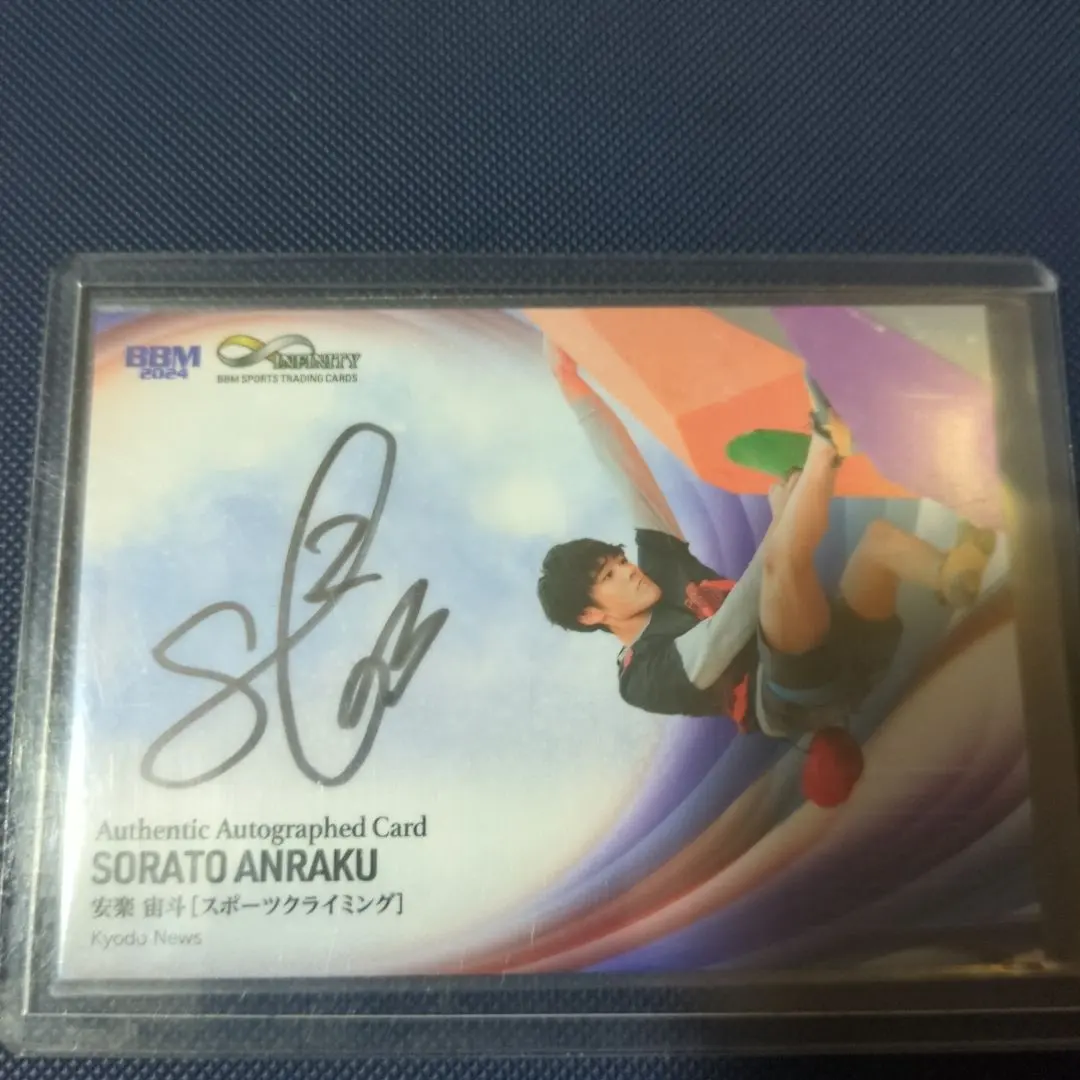 BBM
2024
INFINITY
BBM SPORTS TRADING CARDS
Authentic Autographed Card
SORATO ANRAKU
安楽 宙斗[スポーツクライミング]
Kyodo News